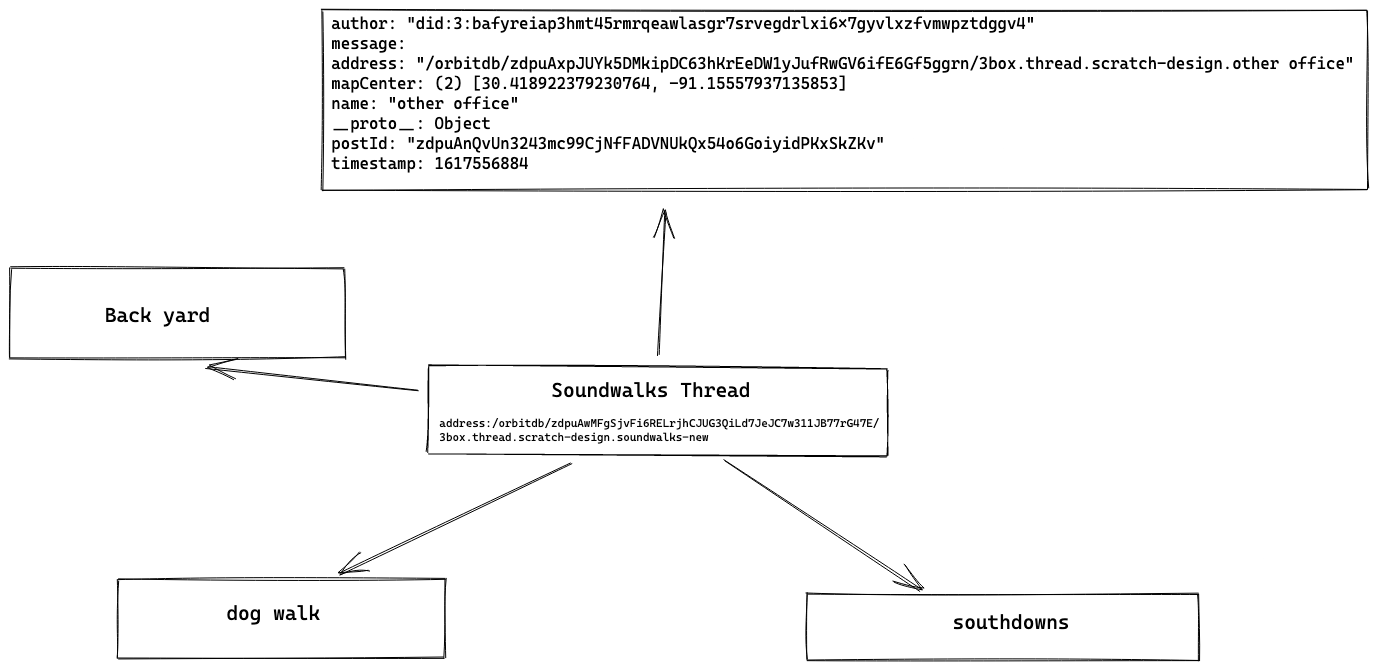 author: "did:3:bafyreiap3hmt45rmrqeawlasgr7srvegdrlxi6×7gyvlxzfvmwpztdggv4"
message:
address: "/orbitdb/zdpuAxpJUYk5DMkipDC63hKrEeDW1yJufRwGV6ifE6Gf5ggrn/3box.thread.scratch-design.other office"
mapCenter: (2) [30.418922379230764, -91.15557937135853]
name: "other office"
__proto__: Object
postId: "zdpuAnQvUn3243mc99CjNfFADVNUkQx54o6GoiyidPKxSkZKv"
timestamp: 1617556884
Back yard
Soundwalks Thread
address:/orbitdb/zdpuAwMFgSjvFi6RELrjhCJUG3QiLd7JeJC7w311JB77rG47E/
3box.thread.scratch-design.soundwalks-new
dog walk
southdowns